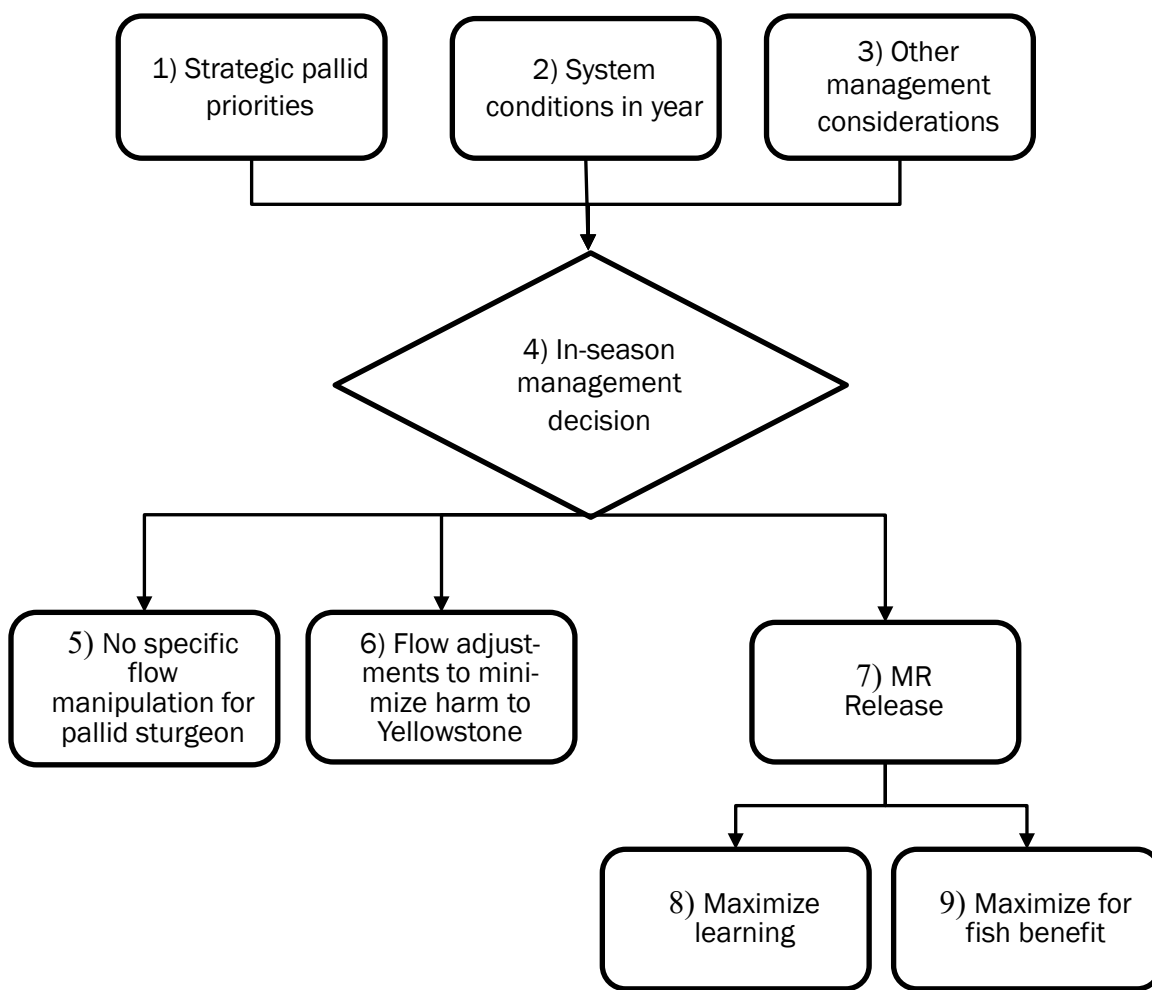 1) Strategic pallid
priorities
2) System
conditions in year
3) Other
management
considerations
4) In-season
management
decision
5) No specific
flow
manipulation for
pallid sturgeon
6) Flow adjust-
ments to mini-
mize harm to
Yellowstone
7) MR
Release
8) Maximize
learning
9) Maximize for
fish benefit